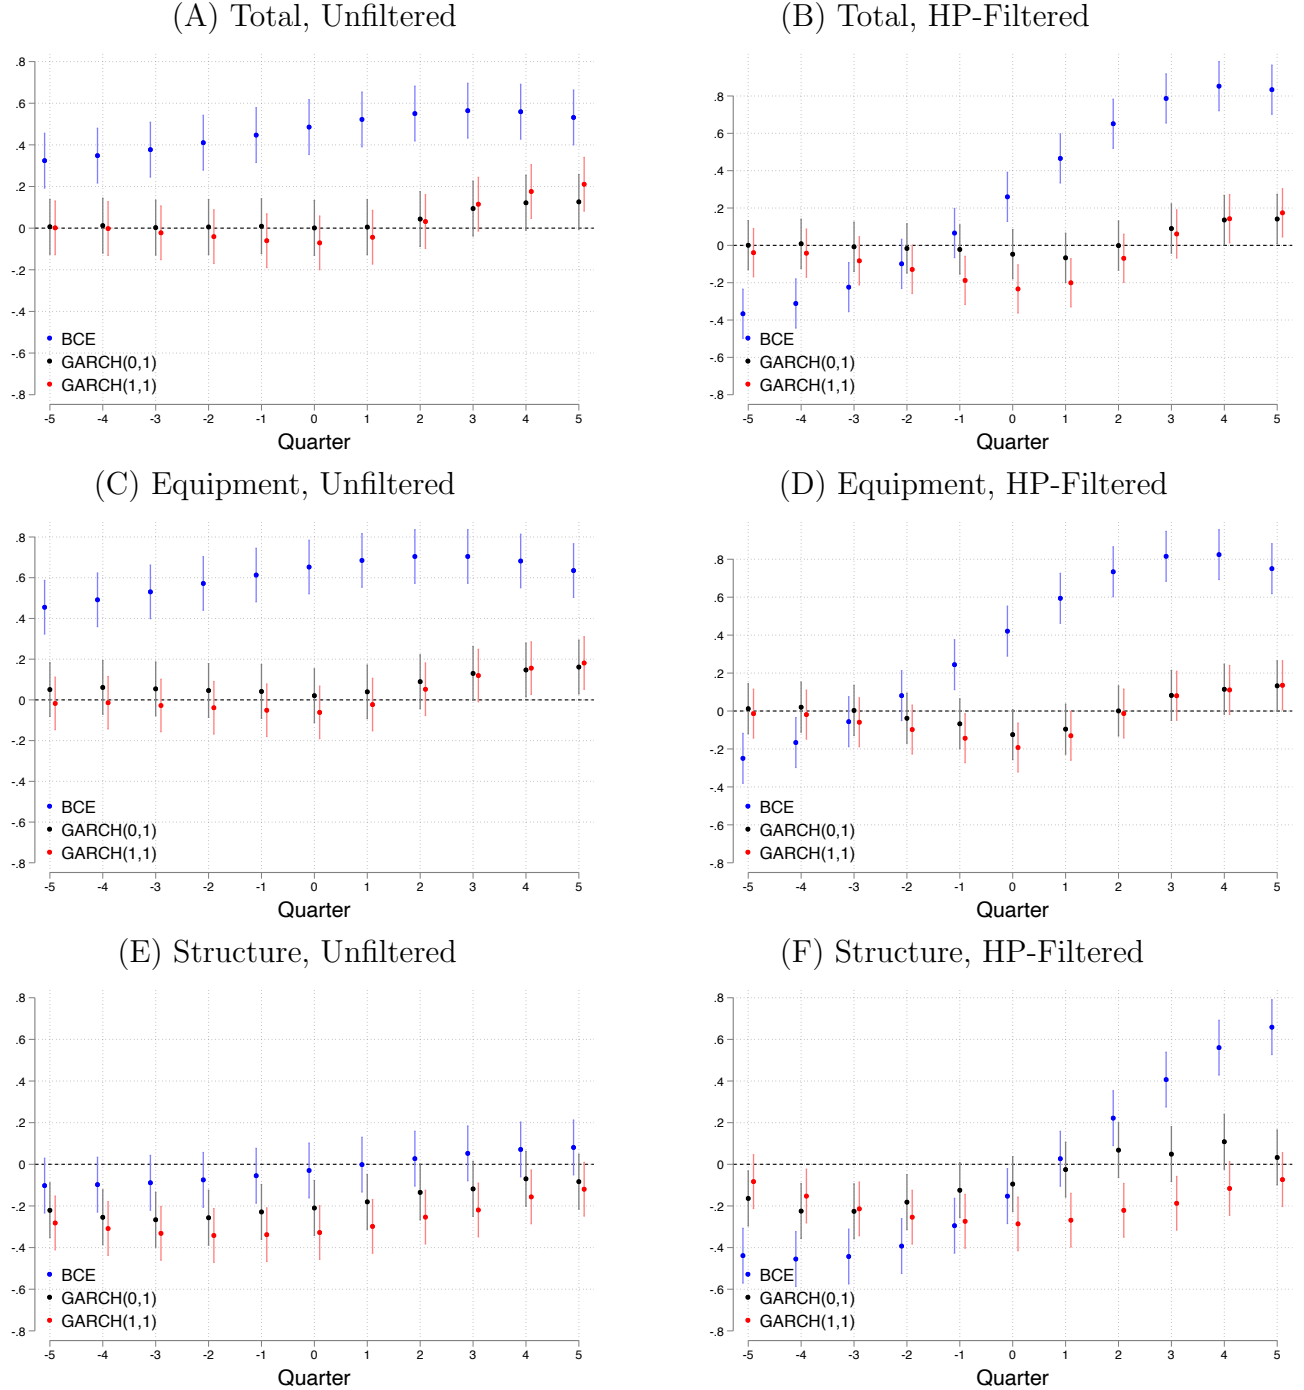 (A) Total, Unfiltered
.8
.6
.4
.2
0
-.2
-.4
-.6
-.8
BCE
GARCH(0,1)
GARCH(1,1)
-5 -4 -3 -2 -1 0 1 2 3 4 5
Quarter
(B) Total, HP-Filtered
.8
.6
.4
.2
0
-.2
-.4
-.6
-.8
BCE
GARCH(0,1)
GARCH(1,1)
-5 -4 -3 -2 -1 0 1 2 3 4 5
Quarter
(C) Equipment, Unfiltered
.8
.6
.4
.2
0
-.2
-.4
-.6
-.8
BCE
GARCH(0,1)
GARCH(1,1)
-5 -4 -3 -2 -1 0 1 2 3 4 5
Quarter
(D) Equipment, HP-Filtered
.8
.6
.4
.2
0
-.2
-.4
-.6
-.8
BCE
GARCH(0,1)
GARCH(1,1)
-5 -4 -3 -2 -1 0 1 2 3 4 5
Quarter
(E) Structure, Unfiltered
.8
.6
.4
.2
0
-.2
-.4
-.6
-.8
BCE
GARCH(0,1)
GARCH(1,1)
-5 -4 -3 -2 -1 0 1 2 3 4 5
Quarter
(F) Structure, HP-Filtered
.8
.6
.4
.2
0
-.2
-.4
-.6
-.8
BCE
GARCH(0,1)
GARCH(1,1)
-5 -4 -3 -2 -1 0 1 2 3 4 5
Quarter